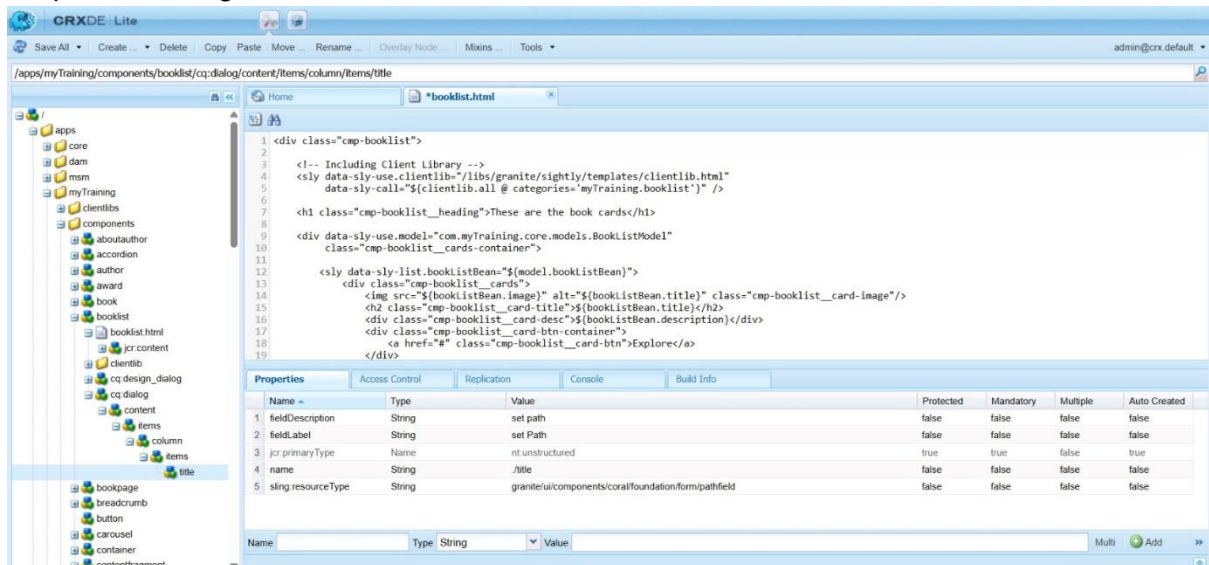 CRXDE Lite
Save All Create ... Delete Copy Paste Move ... Rename ... Overlay Node ... Mixins ... Tools admin@crx.default
/apps/myTraining/components/booklist/cq:dialog/content/items/column/items/title
Home *booklist.html
/
apps
core
dam
msm
myTraining
clientlibs
components
aboutauthor
accordion
author
award
book
booklist
booklist.html
jcr:content
clientlib
cq:design_dialog
cq:dialog
content
items
column
items
title
bookpage
breadcrumb
button
carousel
container
contentfragment
1 <div class="cmp-booklist">
2
3 <!-- Including Client Library -->
4 <sly data-sly-use.clientlib="/libs/granite/sightly/templates/clientlib.html"
5 data-sly-call="${clientlib.all @ categories='myTraining.booklist'}" />
6
7 <h1 class="cmp-booklist__heading">These are the book cards</h1>
8
9 <div data-sly-use.model="com.myTraining.core.models.BookListModel"
10 class="cmp-booklist__cards-container">
11
12 <sly data-sly-list.bookListBean="${model.bookListBean}">
13 <div class="cmp-booklist__cards">
14 <img src="${bookListBean.image}" alt="${bookListBean.title}" class="cmp-booklist__card-image"/>
15 <h2 class="cmp-booklist__card-title">${bookListBean.title}</h2>
16 <div class="cmp-booklist__card-desc">${bookListBean.description}</div>
17 <div class="cmp-booklist__card-btn-container">
18 <a href="#" class="cmp-booklist__card-btn">Explore</a>
19 </div>
Properties Access Control Replication Console Build Info
Name Type Value Protected Mandatory Multiple Auto Created
1 fieldDescription String set path false false false false
2 fieldLabel String set Path false false false false
3 jcr:primaryType Name nt:unstructured true true false true
4 name String ./title false false false false
5 sling:resourceType String granite/ui/components/coral/foundation/form/pathfield false false false false
Name Type String Value Multi Add »